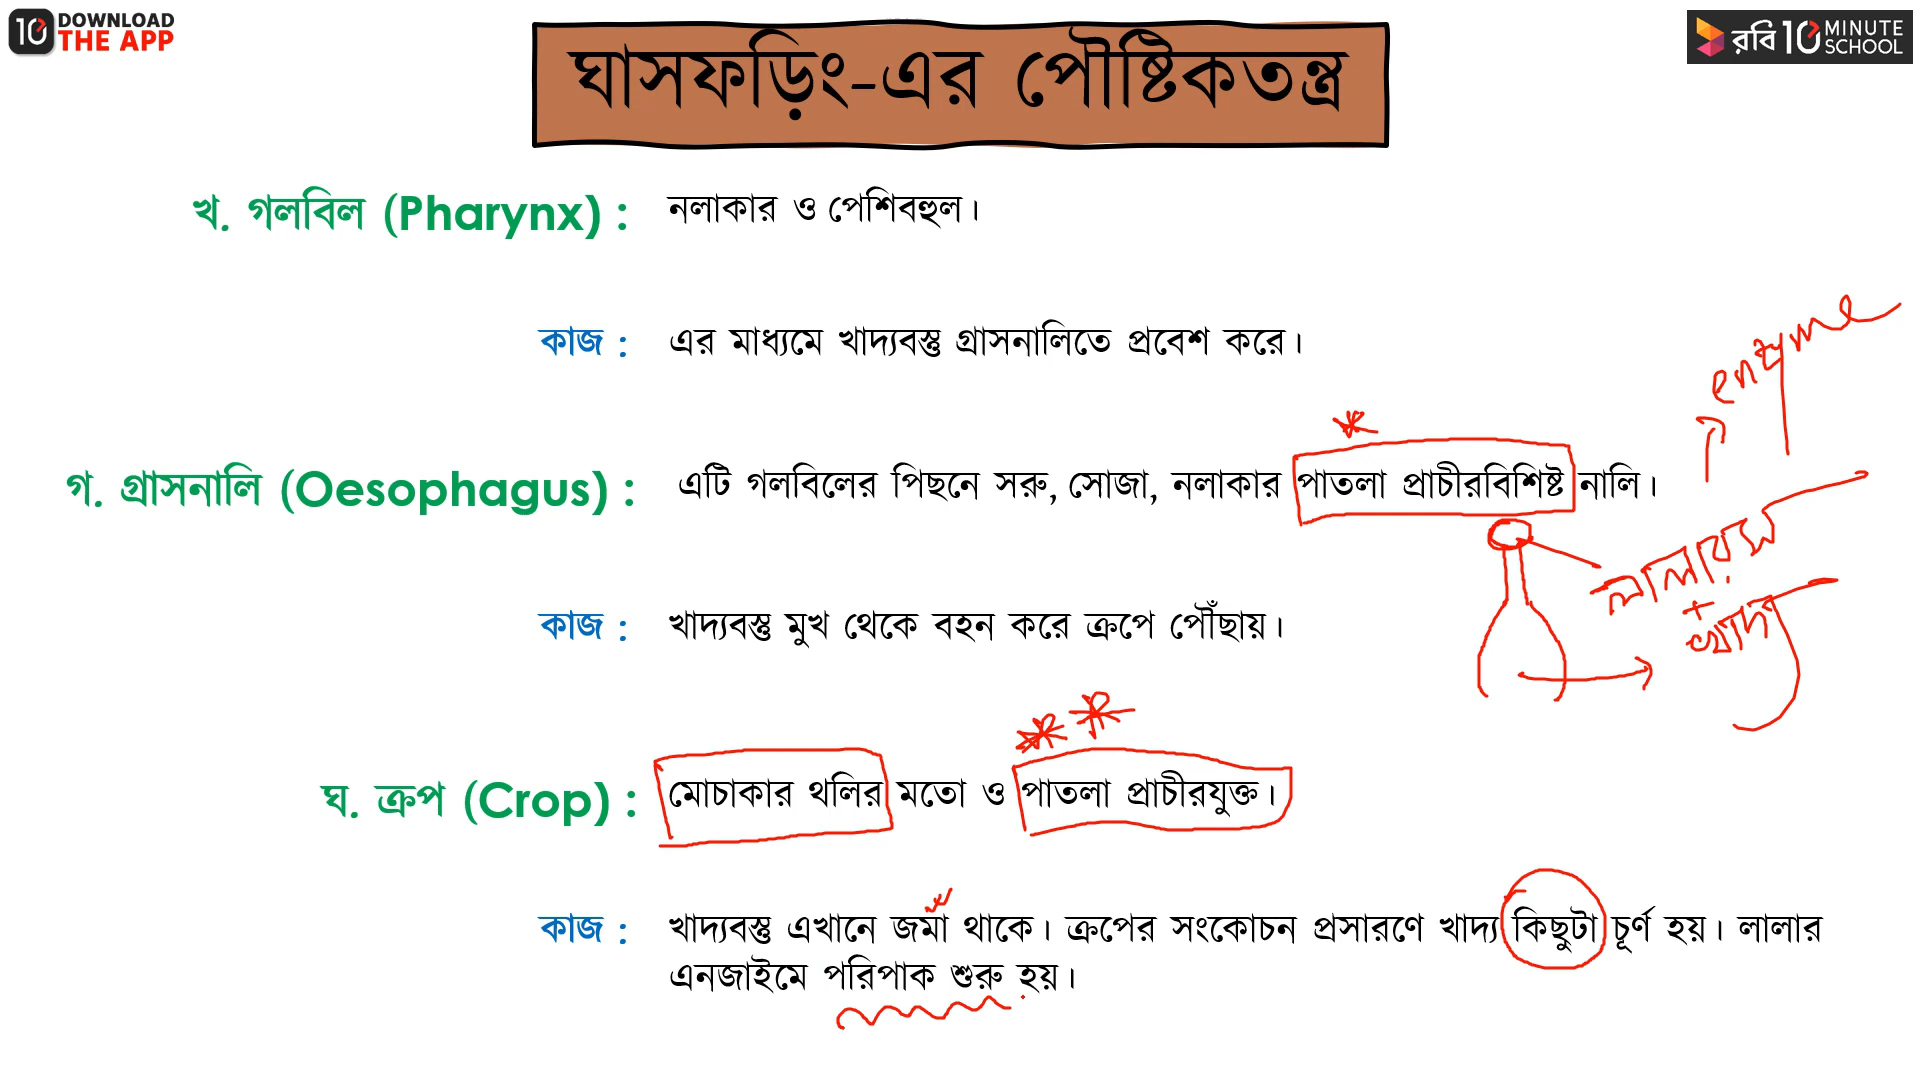 10 DOWNLOAD THE APP
রবি 10 MINUTE SCHOOL
ঘাসফড়িং-এর পৌষ্টিকতন্ত্র
খ. গলবিল (Pharynx) : নলাকার ও পেশিবহুল।
কাজ : এর মাধ্যমে খাদ্যবস্তু গ্রাসনালিতে প্রবেশ করে।
enzyme
গ. গ্রাসনালি (Oesophagus) : এটি গলবিলের পিছনে সরু, সোজা, নলাকার পাতলা প্রাচীরবিশিষ্ট নালি।
লালারস
+
খাদ্য
কাজ : খাদ্যবস্তু মুখ থেকে বহন করে ক্রপে পৌঁছায়।
ঘ. ক্রপ (Crop) : মোচাকার থলির মতো ও পাতলা প্রাচীরযুক্ত।
কাজ : খাদ্যবস্তু এখানে জমা থাকে। ক্রপের সংকোচন প্রসারণে খাদ্য কিছুটা চূর্ণ হয়। লালার
এনজাইমে পরিপাক শুরু হয়।